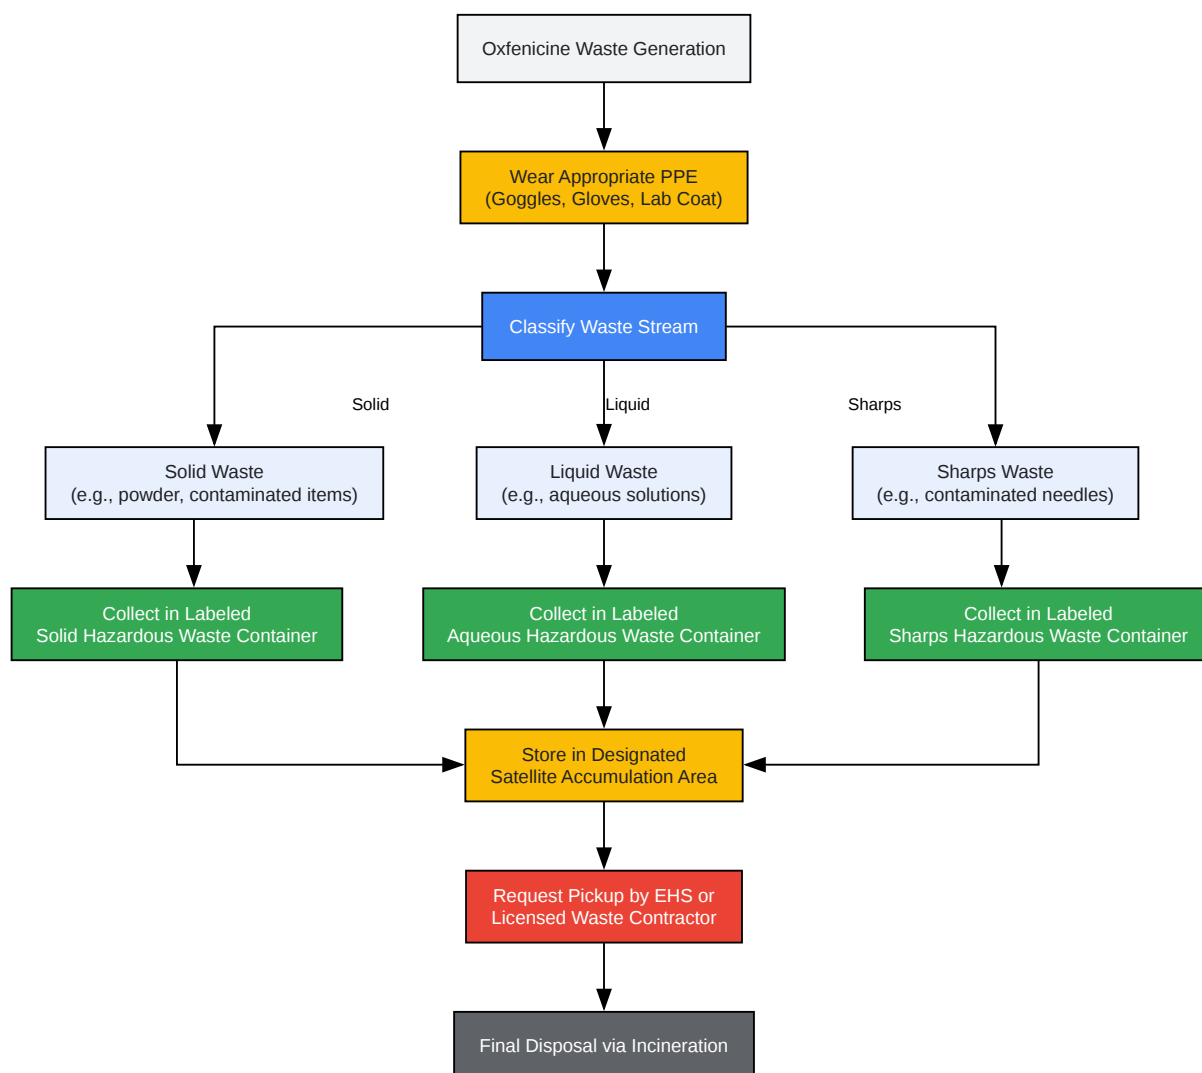 Oxfenicine Waste Generation
Wear Appropriate PPE
(Goggles, Gloves, Lab Coat)
Classify Waste Stream
Solid
Liquid
Sharps
Solid Waste
(e.g., powder, contaminated items)
Liquid Waste
(e.g., aqueous solutions)
Sharps Waste
(e.g., contaminated needles)
Collect in Labeled
Solid Hazardous Waste Container
Collect in Labeled
Aqueous Hazardous Waste Container
Collect in Labeled
Sharps Hazardous Waste Container
Store in Designated
Satellite Accumulation Area
Request Pickup by EHS or
Licensed Waste Contractor
Final Disposal via Incineration